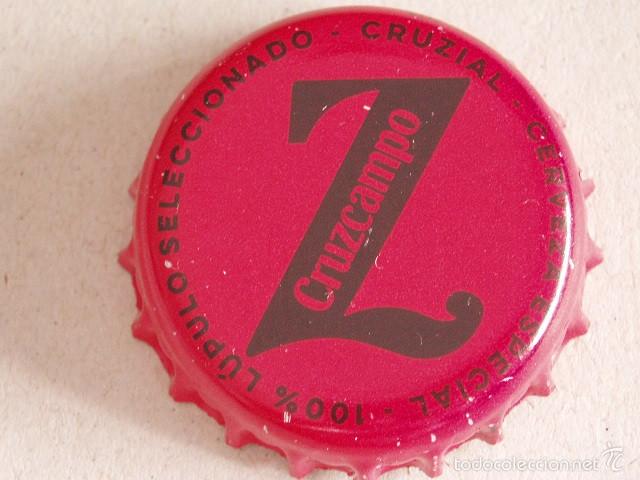 CRUZIAL - CERVEZA ESPECIAL - 100% LÚPULO SELECCIONADO -
Z
Cruzcampo
todocoleccion.net